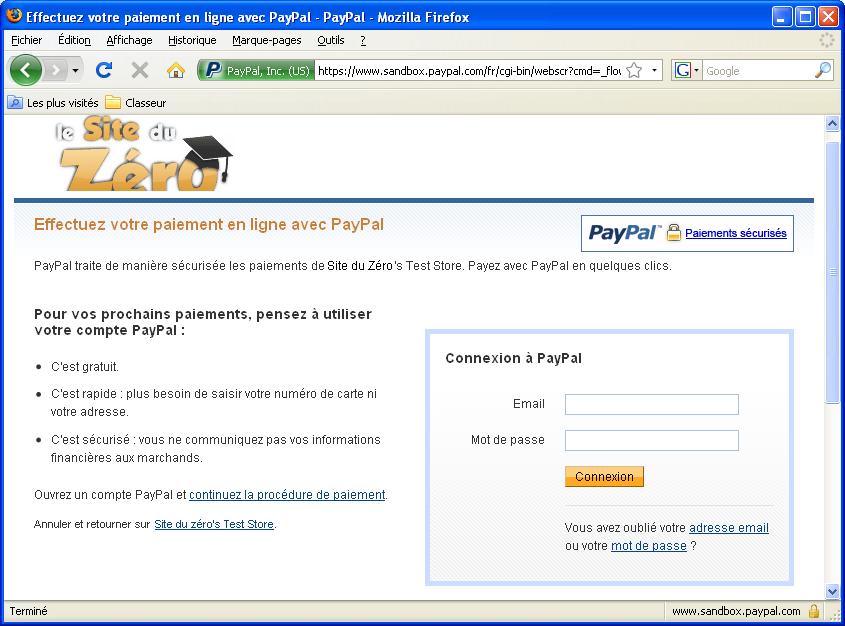 Effectuez votre paiement en ligne avec PayPal - PayPal - Mozilla Firefox
Fichier Édition Affichage Historique Marque-pages Outils ?
PayPal, Inc. (US) https://www.sandbox.paypal.com/fr/cgi-bin/webscr?cmd=_flow
G Google
Les plus visités Classeur
le Site du
Zéro
Effectuez votre paiement en ligne avec PayPal
PayPal™ Paiements sécurisés
PayPal traite de manière sécurisée les paiements de Site du Zéro's Test Store. Payez avec PayPal en quelques clics.
Pour vos prochains paiements, pensez à utiliser
votre compte PayPal :
• C'est gratuit.
• C'est rapide : plus besoin de saisir votre numéro de carte ni
votre adresse.
• C'est sécurisé : vous ne communiquez pas vos informations
financières aux marchands.
Ouvrez un compte PayPal et continuez la procédure de paiement.
Annuler et retourner sur Site du zéro's Test Store.
Connexion à PayPal
Email
Mot de passe
Connexion
Vous avez oublié votre adresse email
ou votre mot de passe ?
Terminé
www.sandbox.paypal.com